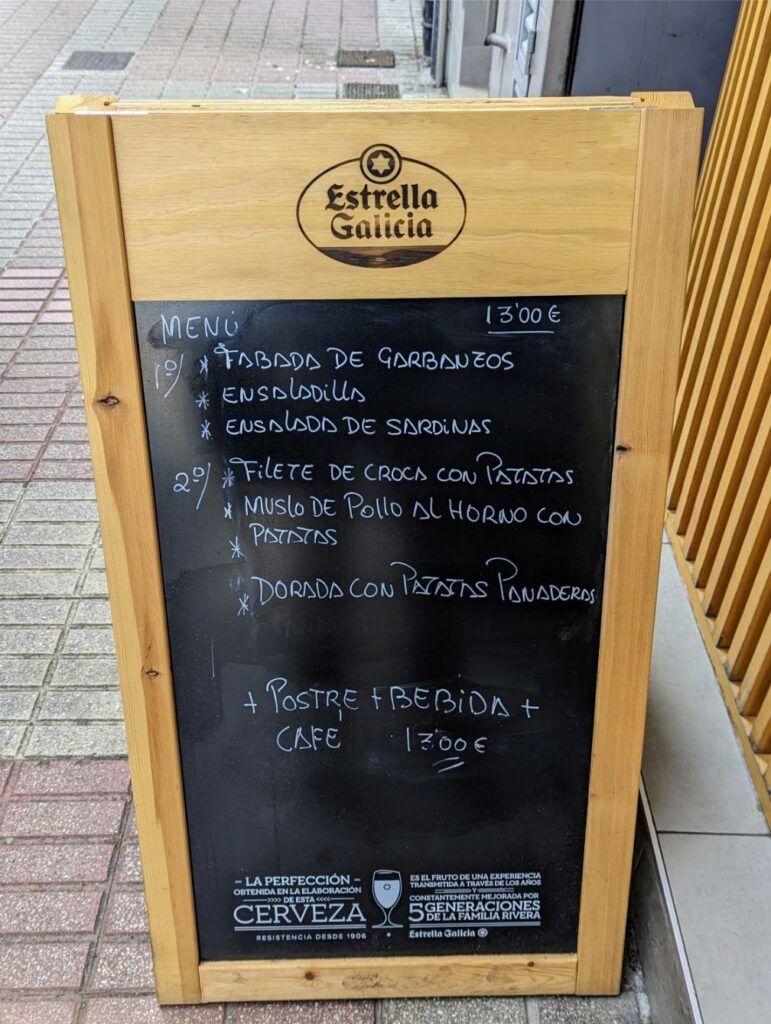 Estrella
Galicia
MENÚ 13'00 €
1º/ * FABADA DE GARBANZOS
* ENSALADILLA
* ENSALADA DE SARDINAS
2º/ * FILETE DE CROCA CON PATATAS
* MUSLO DE POLLO AL HORNO CON
* PATATAS
* DORADA CON PATATAS PANADERAS
+ POSTRE + BEBIDA +
CAFE 13'00 €
- LA PERFECCIÓN -
OBTENIDA EN LA ELABORACIÓN
DE ESTA
CERVEZA
RESISTENCIA DESDE 1906
ES EL FRUTO DE UNA EXPERIENCIA
TRANSMITIDA A TRAVÉS DE LOS AÑOS
Y
CONSTANTEMENTE MEJORADA POR
5 GENERACIONES
DE LA FAMILIA RIVERA
Estrella Galicia